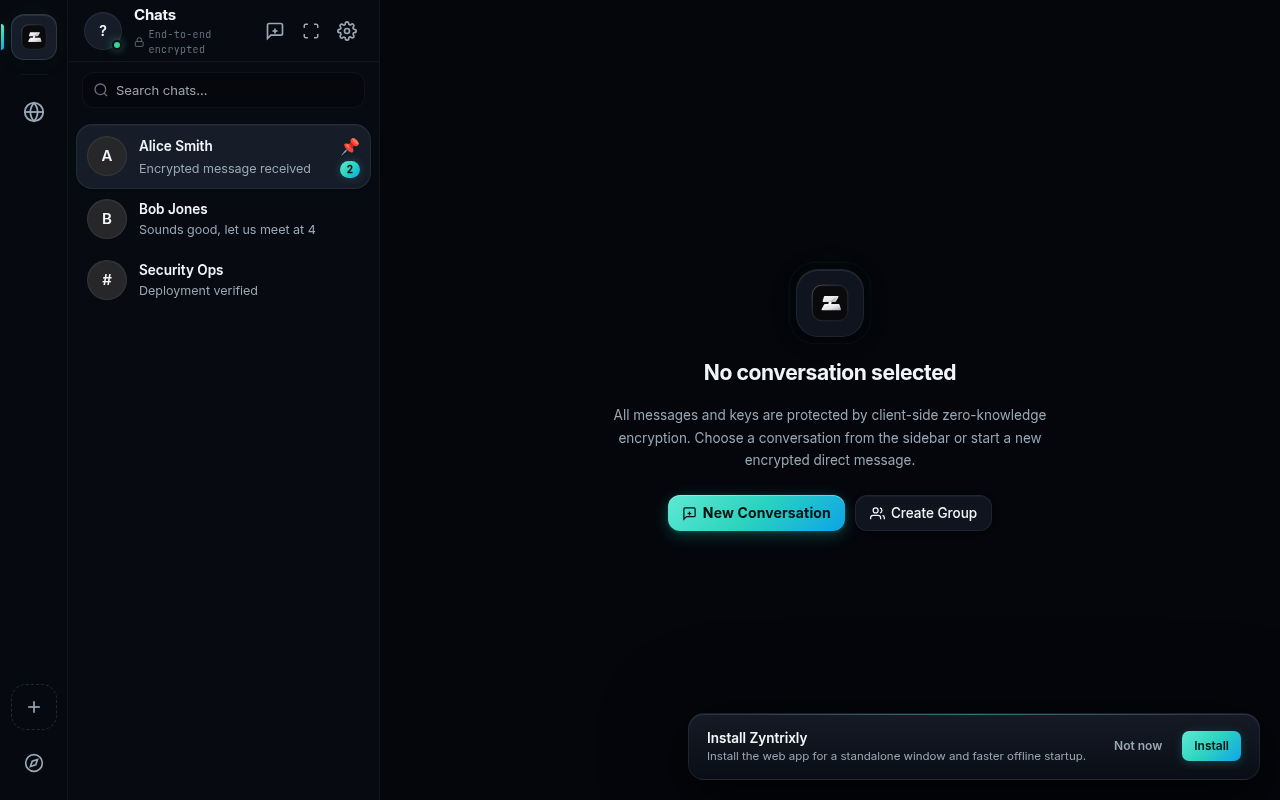 ?
Chats
End-to-end
encrypted
Search chats...
A
Alice Smith
Encrypted message received
2
B
Bob Jones
Sounds good, let us meet at 4
#
Security Ops
Deployment verified
No conversation selected
All messages and keys are protected by client-side zero-knowledge
encryption. Choose a conversation from the sidebar or start a new
encrypted direct message.
New Conversation
Create Group
Install Zyntrixly
Install the web app for a standalone window and faster offline startup.
Not now
Install